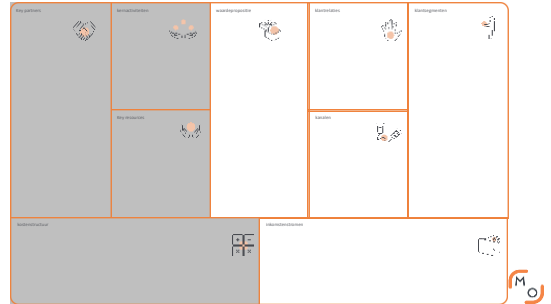 key partners
kernactiviteiten
waardepropositie
klantrelaties
klantsegmenten
key resources
kanalen
kostenstructuur
inkomstenstromen
M
O